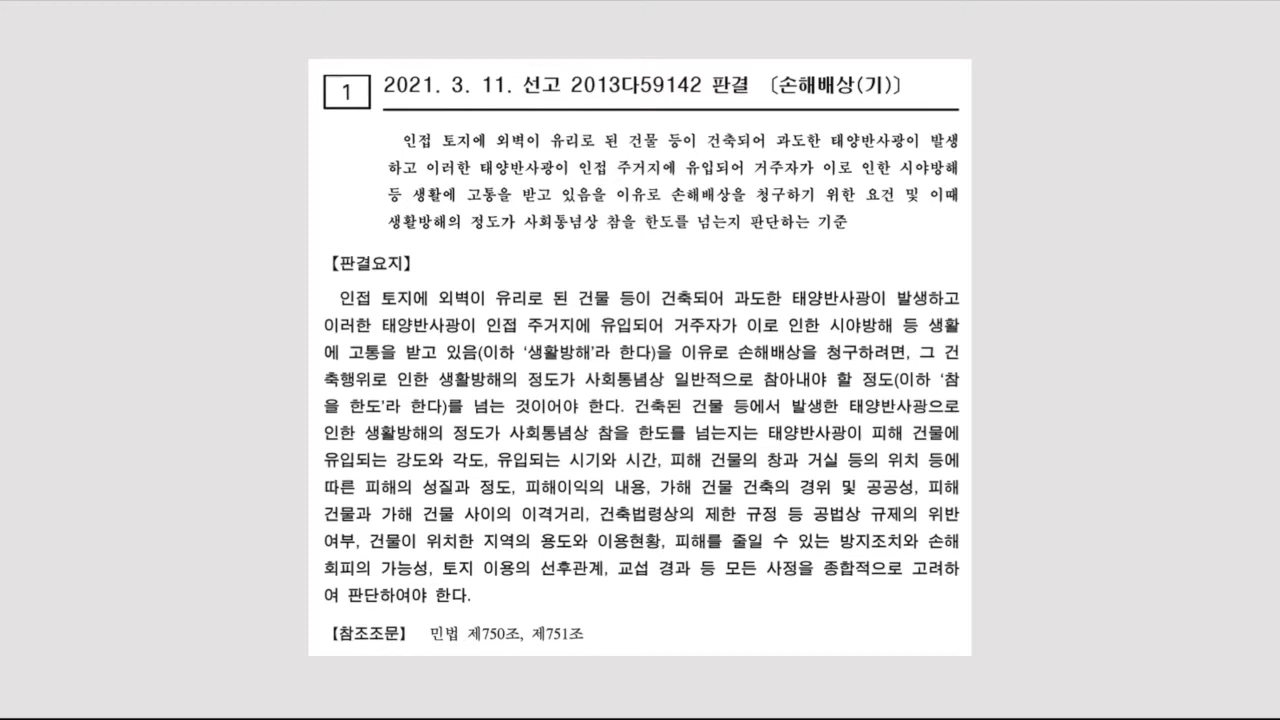 1
2021. 3. 11. 선고 2013다59142 판결 〔손해배상(기)〕
인접 토지에 외벽이 유리로 된 건물 등이 건축되어 과도한 태양반사광이 발생
하고 이러한 태양반사광이 인접 주거지에 유입되어 거주자가 이로 인한 시야방해
등 생활에 고통을 받고 있음을 이유로 손해배상을 청구하기 위한 요건 및 이때
생활방해의 정도가 사회통념상 참을 한도를 넘는지 판단하는 기준
【판결요지】
인접 토지에 외벽이 유리로 된 건물 등이 건축되어 과도한 태양반사광이 발생하고
이러한 태양반사광이 인접 주거지에 유입되어 거주자가 이로 인한 시야방해 등 생활
에 고통을 받고 있음(이하 ‘생활방해’라 한다)을 이유로 손해배상을 청구하려면, 그 건
축행위로 인한 생활방해의 정도가 사회통념상 일반적으로 참아내야 할 정도(이하 ‘참
을 한도’라 한다)를 넘는 것이어야 한다. 건축된 건물 등에서 발생한 태양반사광으로
인한 생활방해의 정도가 사회통념상 참을 한도를 넘는지는 태양반사광이 피해 건물에
유입되는 강도와 각도, 유입되는 시기와 시간, 피해 건물의 창과 거실 등의 위치 등에
따른 피해의 성질과 정도, 피해이익의 내용, 가해 건물 건축의 경위 및 공공성, 피해
건물과 가해 건물 사이의 이격거리, 건축법령상의 제한 규정 등 공법상 규제의 위반
여부, 건물이 위치한 지역의 용도와 이용현황, 피해를 줄일 수 있는 방지조치와 손해
회피의 가능성, 토지 이용의 선후관계, 교섭 경과 등 모든 사정을 종합적으로 고려하
여 판단하여야 한다.
【참조조문】 민법 제750조, 제751조